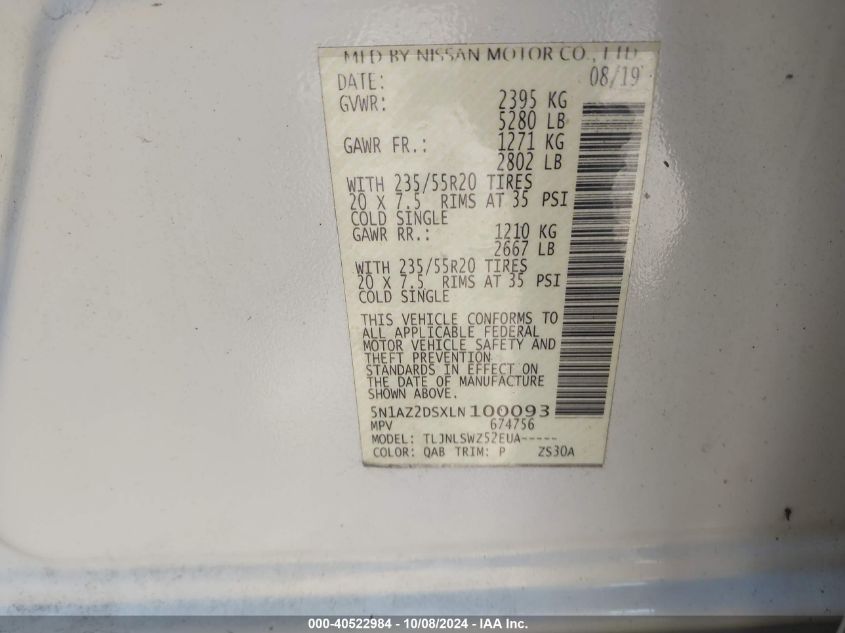 MFD BY NISSAN MOTOR CO., LTD
DATE: 08/19
GVWR: 2395 KG
5280 LB
GAWR FR.: 1271 KG
2802 LB
WITH 235/55R20 TIRES
20 X 7.5 RIMS AT 35 PSI
COLD SINGLE
GAWR RR.: 1210 KG
2667 LB
WITH 235/55R20 TIRES
20 X 7.5 RIMS AT 35 PSI
COLD SINGLE
THIS VEHICLE CONFORMS TO
ALL APPLICABLE FEDERAL
MOTOR VEHICLE SAFETY AND
THEFT PREVENTION
STANDARDS IN EFFECT ON
THE DATE OF MANUFACTURE
SHOWN ABOVE.
5N1AZ2DSXLN100093
MPV 674756
MODEL: TLJNLSWZ52EUA-----
COLOR: QAB TRIM: P ZS30A
000-40522984 - 10/08/2024 - IAA Inc.